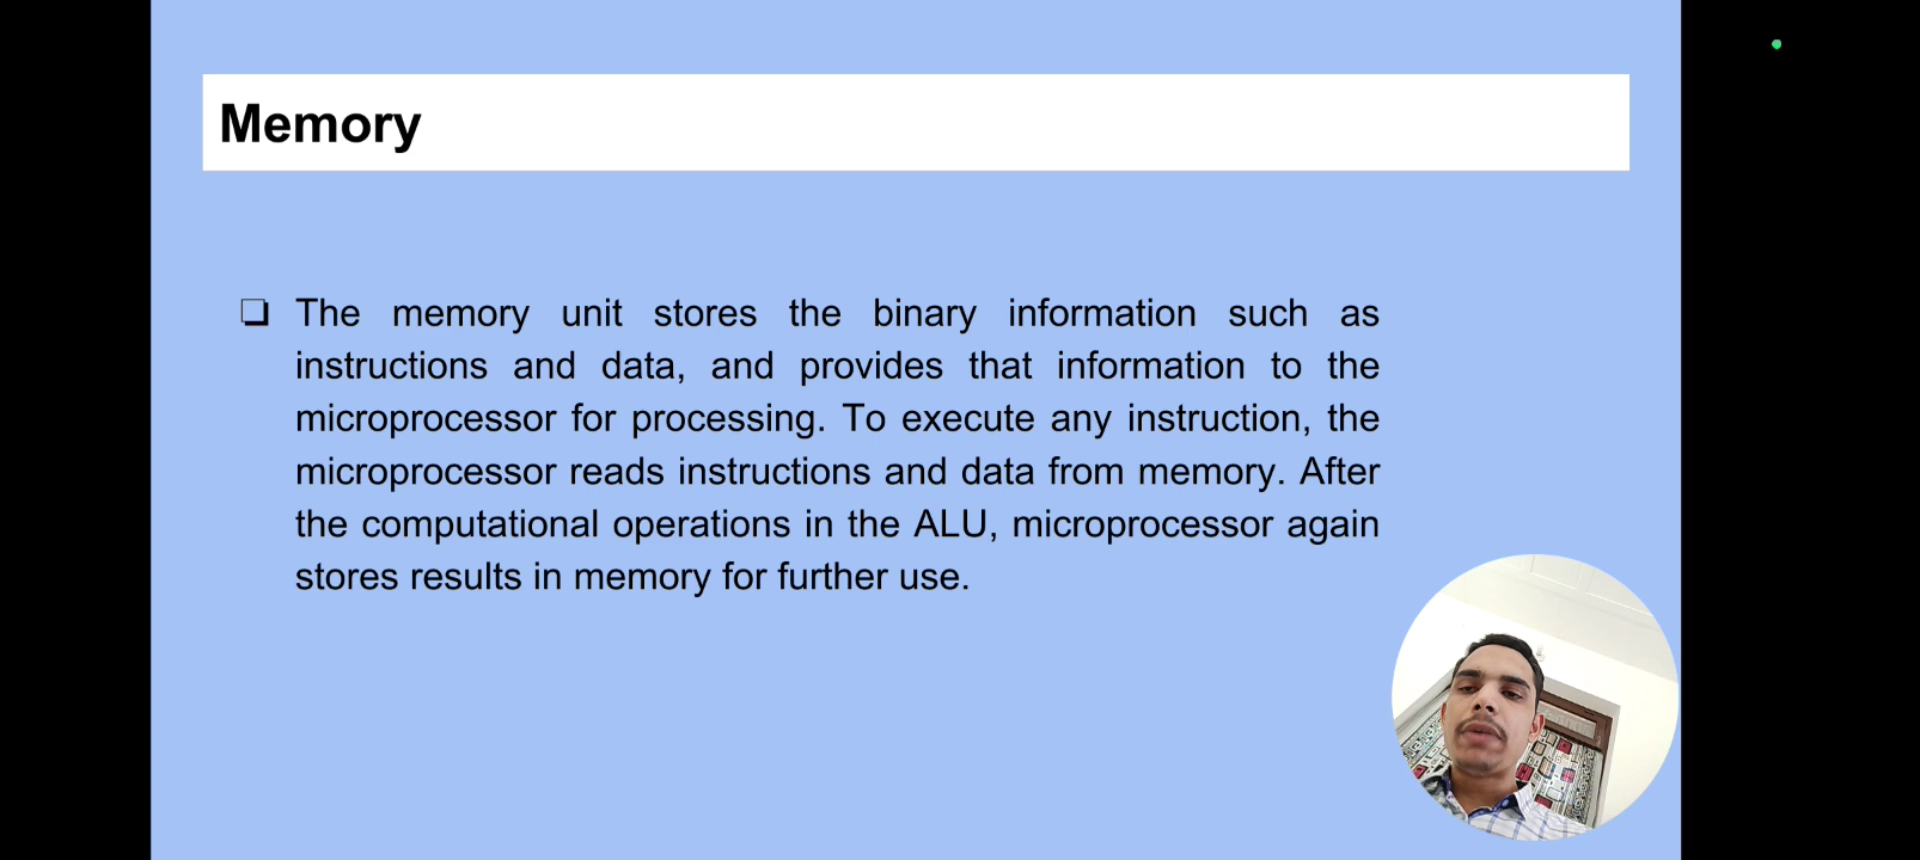 Memory
The memory unit stores the binary information such as
instructions and data, and provides that information to the
microprocessor for processing. To execute any instruction, the
microprocessor reads instructions and data from memory. After
the computational operations in the ALU, microprocessor again
stores results in memory for further use.